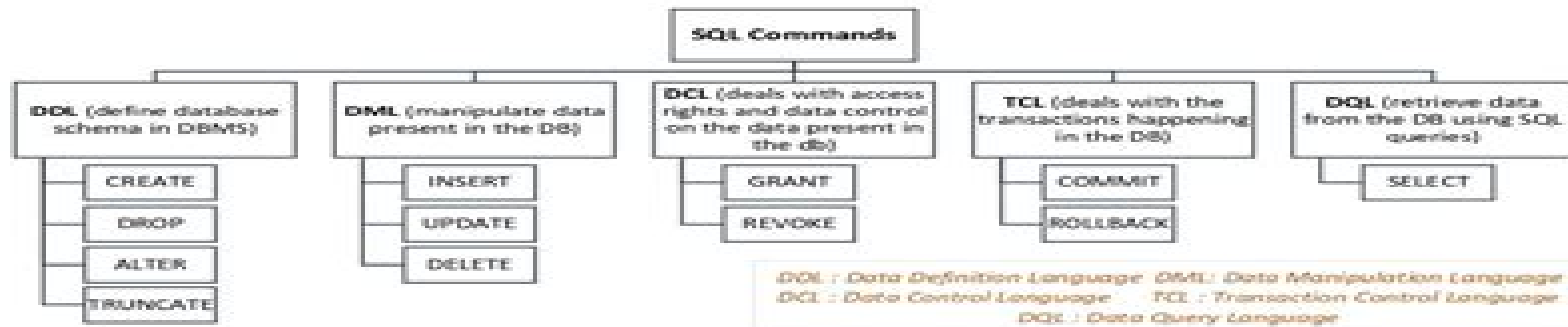 SQL Commands
DDL (define database
schema in DBMS)
DML (manipulate data
present in the DB)
DCL (deals with access
rights and data control
on the data present in
the db)
TCL (deals with the
transactions happening
in the DB)
DQL (retrieve data
from the DB using SQL
queries)
CREATE
DROP
ALTER
TRUNCATE
INSERT
UPDATE
DELETE
GRANT
REVOKE
COMMIT
ROLLBACK
SELECT
DDL : Data Definition Language DML: Data Manipulation Language
DCL : Data Control Language TCL : Transaction Control Language
DQL : Data Query Language